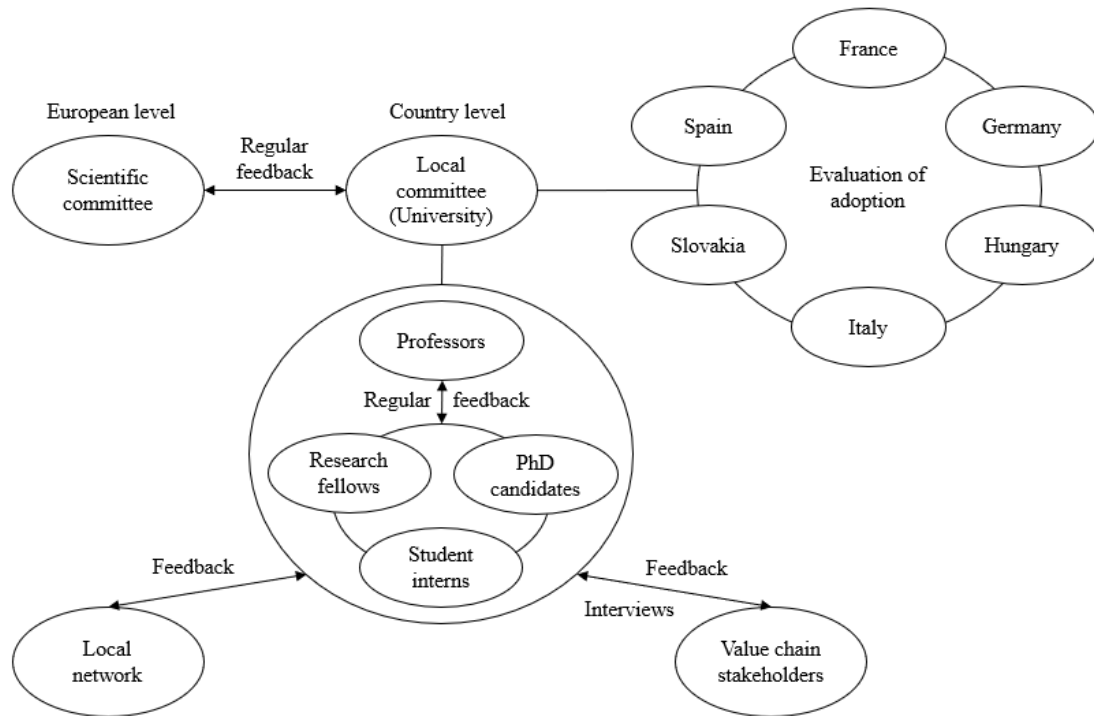 European level
Scientific
committee
Regular
feedback
Country level
Local
committee
(University)
France
Spain
Germany
Evaluation of
adoption
Slovakia
Hungary
Italy
Professors
Regular feedback
Research
fellows
PhD
candidates
Student
interns
Feedback
Local
network
Feedback
Interviews
Value chain
stakeholders